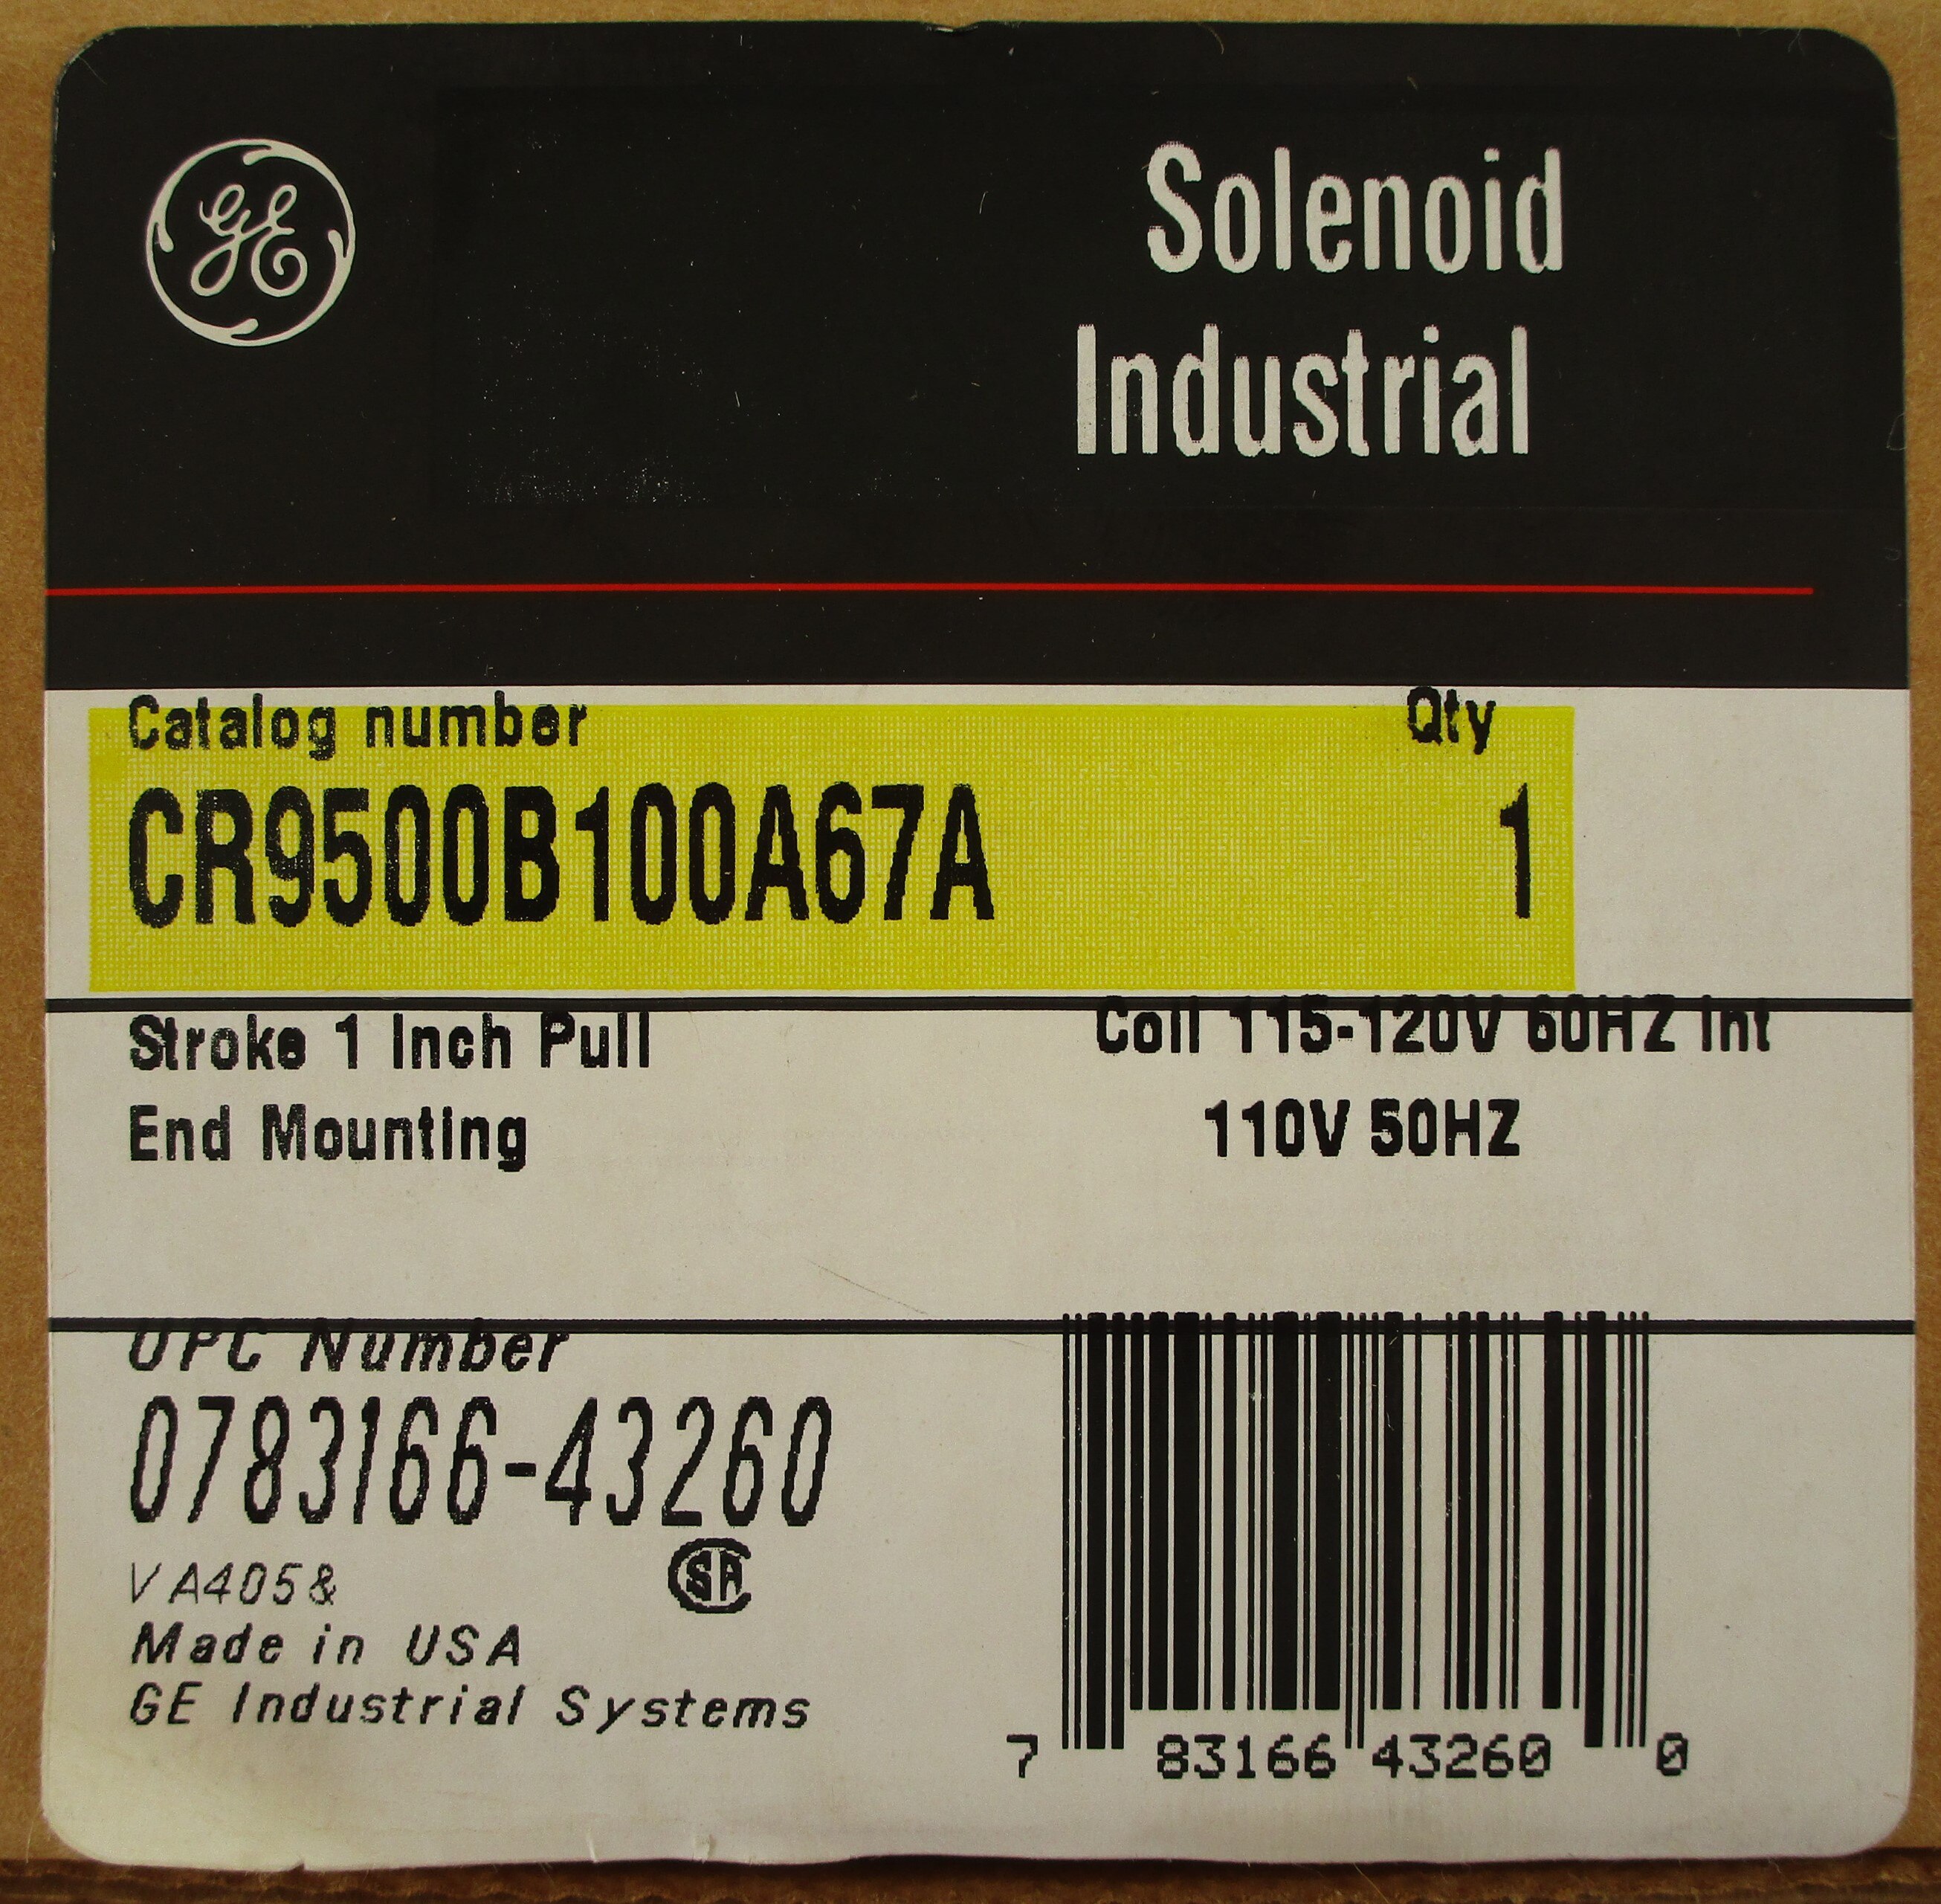 GE
Solenoid
Industrial
Catalog number Qty
CR9500B100A67A 1
Stroke 1 Inch Pull Coil 115-120V 60HZ Int
End Mounting 110V 50HZ
UPC Number
0783166-43260
VA405&
SA
Made in USA
GE Industrial Systems
7 83166 43260 0